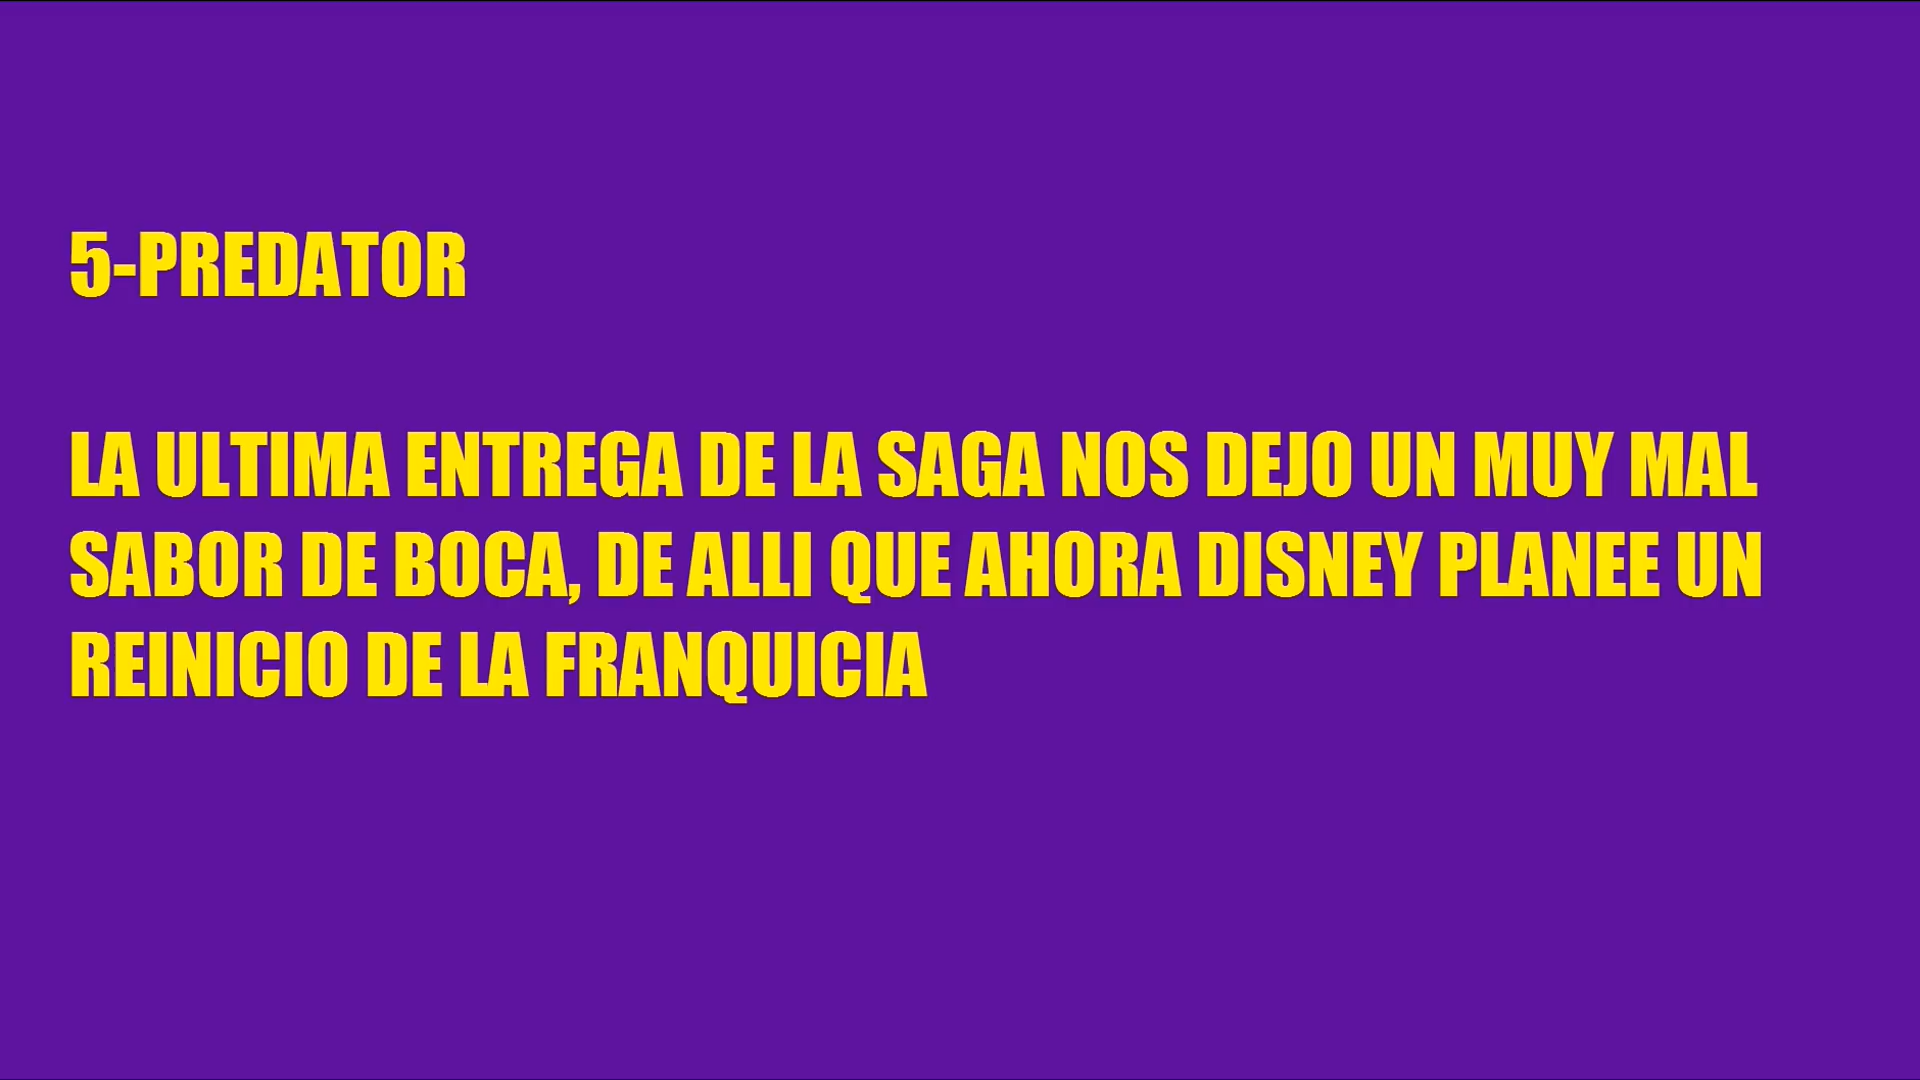 5-PREDATOR
LA ULTIMA ENTREGA DE LA SAGA NOS DEJO UN MUY MAL
SABOR DE BOCA, DE ALLI QUE AHORA DISNEY PLANEE UN
REINICIO DE LA FRANQUICIA